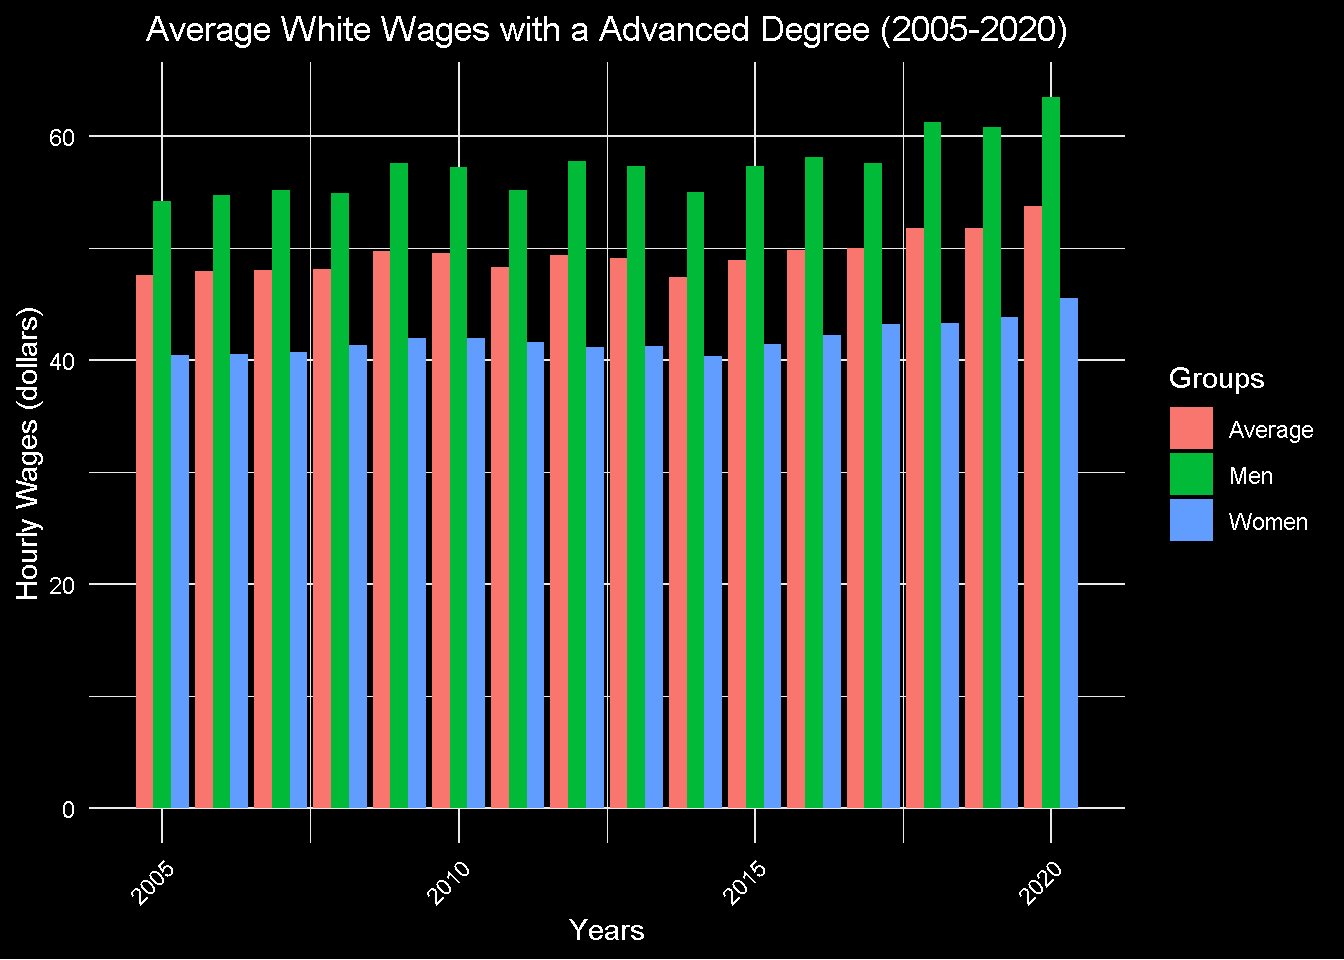 Average White Wages with a Advanced Degree (2005-2020)
60
40
20
0
Hourly Wages (dollars)
2005
2010
2015
2020
Years
Groups
Average
Men
Women